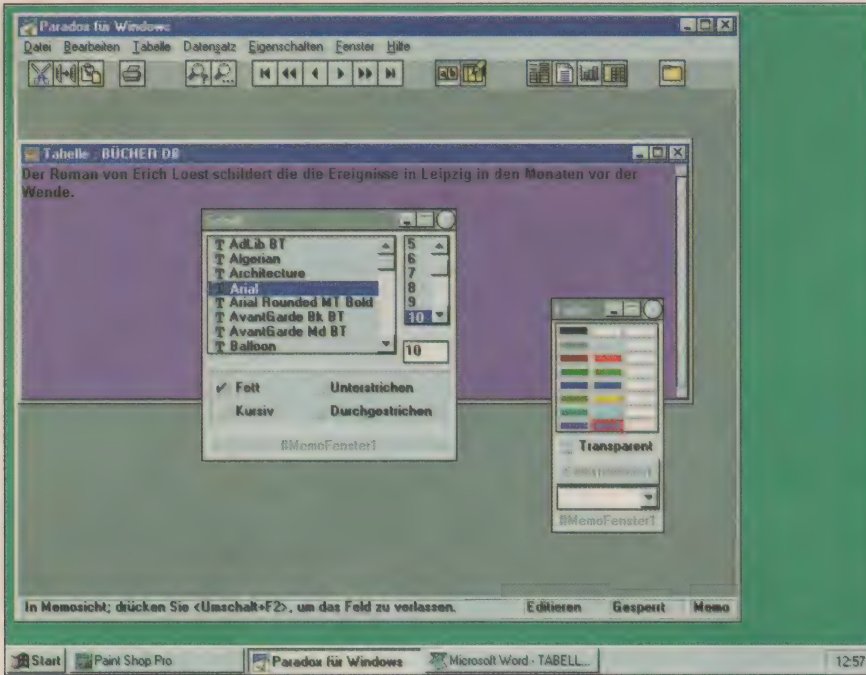 Paradox für Windows
Datei Bearbeiten Tabelle Datensatz Eigenschaften Fenster Hilfe
Tabelle : BÜCHER.DB
Der Roman von Erich Loest schildert die die Ereignisse in Leipzig in den Monaten vor der
Wende.
T AdLib BT
T Algerian
T Architecture
T Arial
T Arial Rounded MT Bold
T AvantGarde Bk BT
T AvantGarde Md BT
T Balloon
5
6
7
8
9
10
10
Fett
Unterstrichen
Kursiv
Durchgestrichen
#MemoFenster1
Transparent
#MemoFenster1
In Memosicht; drücken Sie <Umschalt+F2>, um das Feld zu verlassen.
Editieren
Gesperrt
Memo
Start
Paint Shop Pro
Paradox für Windows
Microsoft Word - TABELL...
12:57